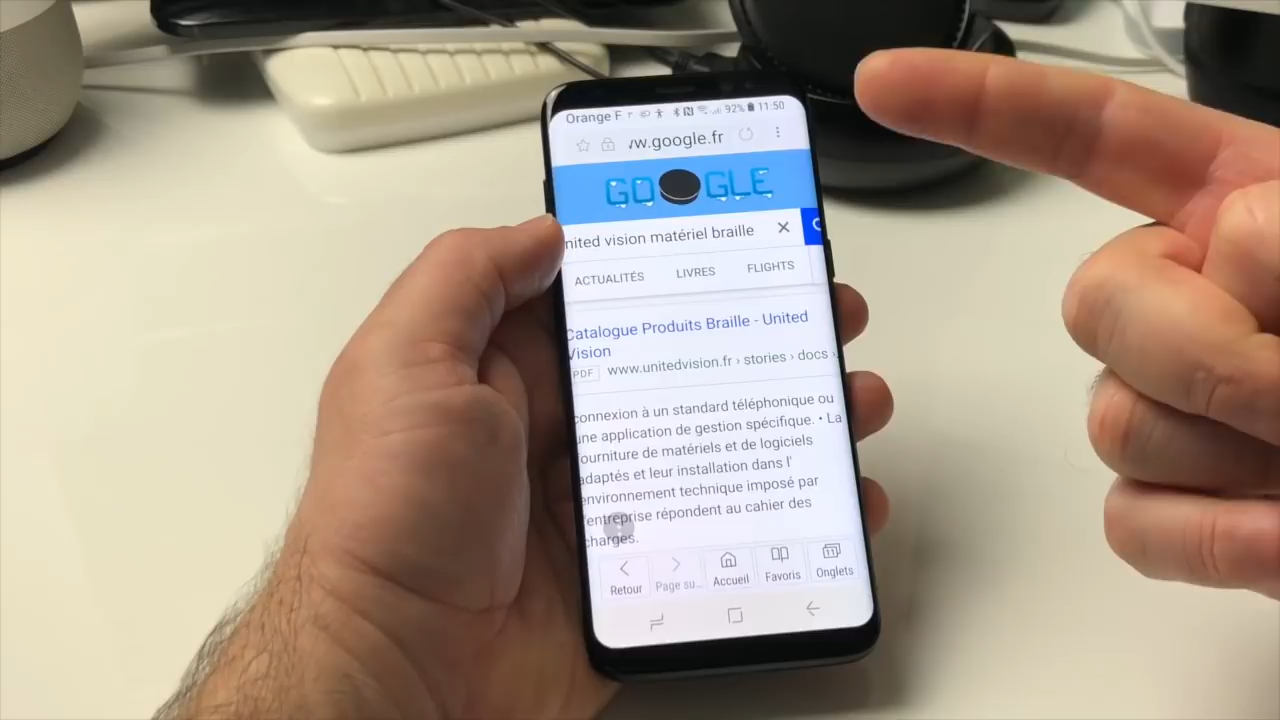 Orange F 92% 11:50
w.google.fr
GO GLE
nited vision matériel braille
ACTUALITÉS LIVRES FLIGHTS
Catalogue Produits Braille - United
Vision
PDF www.unitedvision.fr › stories › docs ›
connexion à un standard téléphonique ou
une application de gestion spécifique. • La
fourniture de matériels et de logiciels
adaptés et leur installation dans l'
environnement technique imposé par
l'entreprise répondent au cahier des
charges.
11
Retour Page su... Accueil Favoris Onglets